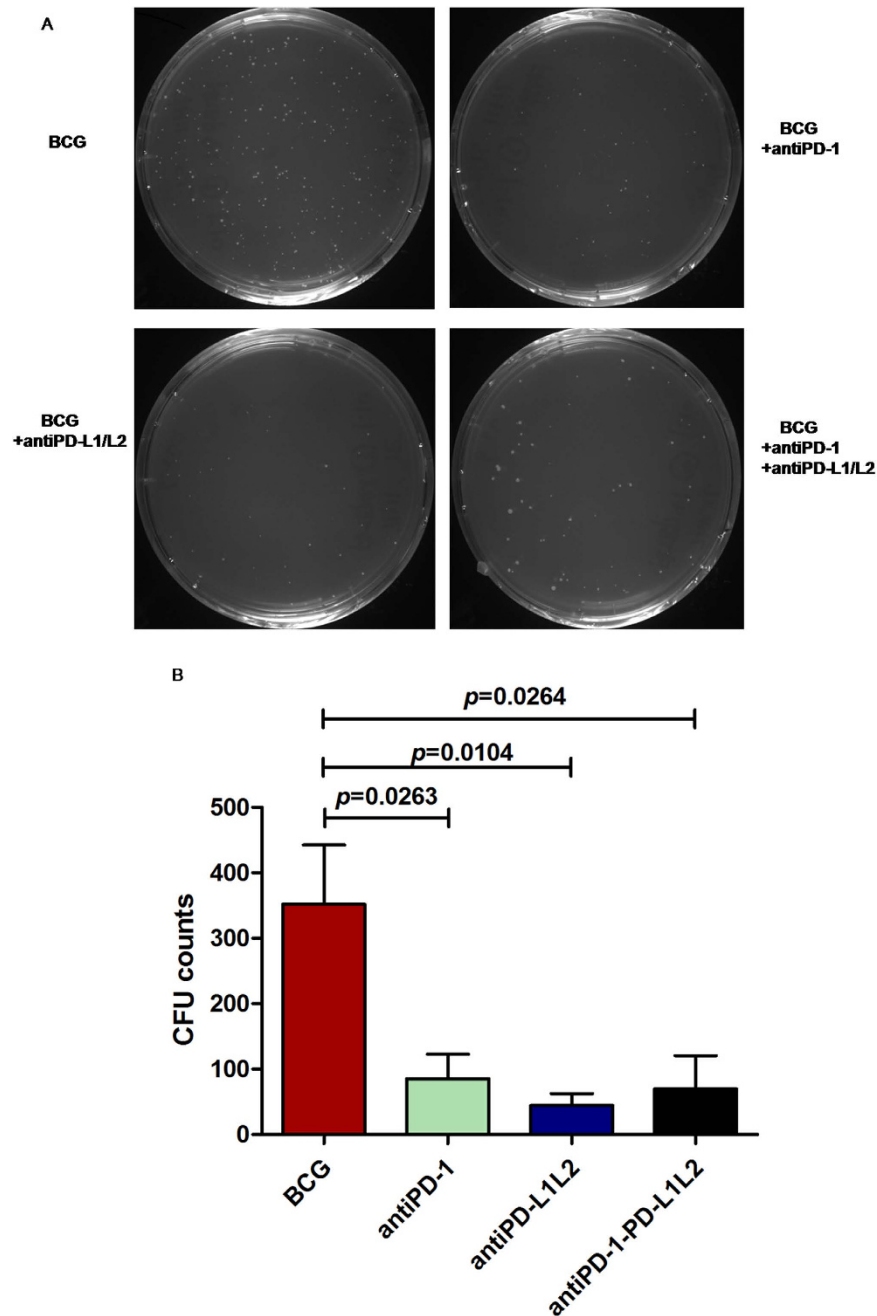 A
BCG
BCG
+antiPD-1
BCG
+antiPD-L1/L2
BCG
+antiPD-1
+antiPD-L1/L2
B
p=0.0264
p=0.0104
p=0.0263
500
400
300
200
100
0
CFU counts
BCG
antiPD-1
antiPD-L1L2
antiPD-1-PD-L1L2